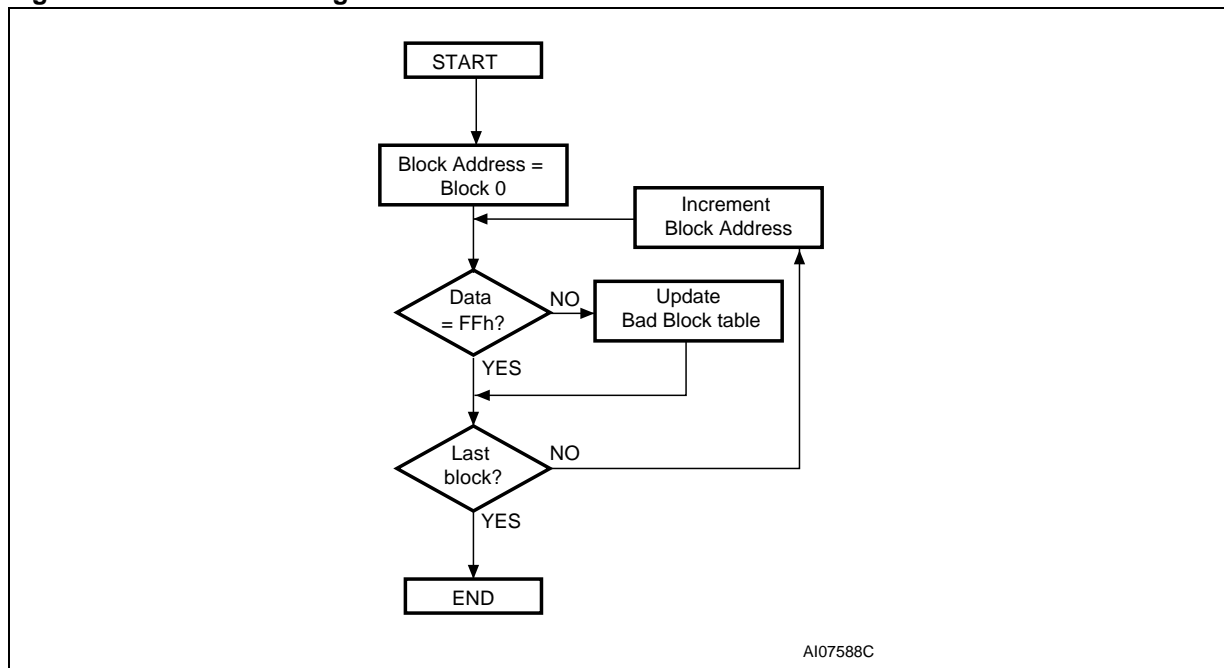 START
Block Address =
Block 0
Increment
Block Address
Data
= FFh?
NO
Update
Bad Block table
YES
Last
block?
NO
YES
END
AI07588C